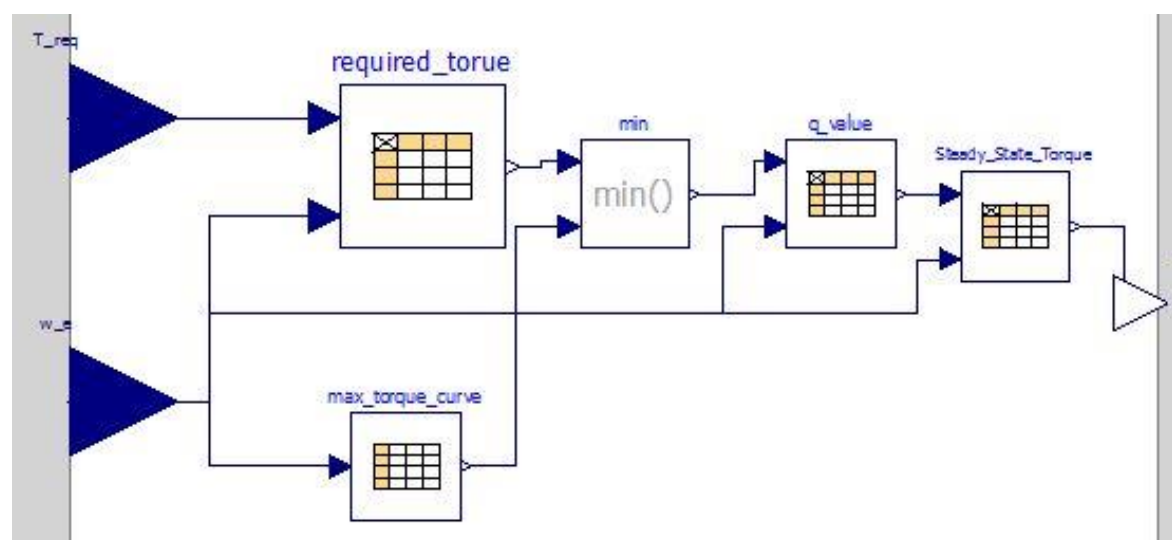 T_req
required_torue
min
q_value
Steady_State_Torque
min()
w_e
max_torque_curve